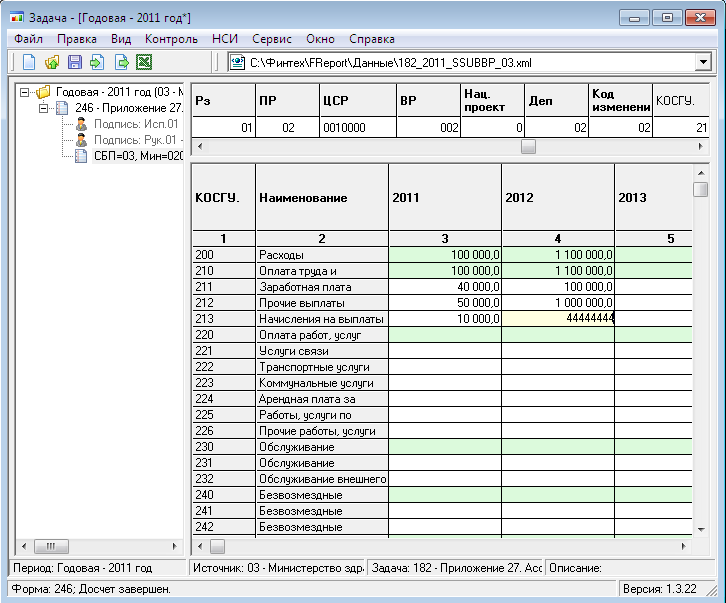 Задача - [Годовая - 2011 год*]
Файл Правка Вид Контроль НСИ Сервис Окно Справка
C:\Финтех\FReport\Данные\182_2011_SSUBBP_03.xml
Годовая - 2011 год (03 - М
246 - Приложение 27.
Подпись: Исп.01
Подпись: Рук.01 -
СБП=03, Мин=020
Рз ПР ЦСР ВР Нац. проект Деп Код изменени КОСГУ.
01 02 0010000 002 0 02 02 21
КОСГУ. Наименование 2011 2012 2013
1 2 3 4 5
200 Расходы 100 000,0 1 100 000,0
210 Оплата труда и 100 000,0 1 100 000,0
211 Заработная плата 40 000,0 100 000,0
212 Прочие выплаты 50 000,0 1 000 000,0
213 Начисления на выплаты 10 000,0 44444444
220 Оплата работ, услуг
221 Услуги связи
222 Транспортные услуги
223 Коммунальные услуги
224 Арендная плата за
225 Работы, услуги по
226 Прочие работы, услуги
230 Обслуживание
231 Обслуживание
232 Обслуживание внешнего
240 Безвозмездные
241 Безвозмездные
242 Безвозмездные
Период: Годовая - 2011 год Источник: 03 - Министерство здр. Задача: 182 - Приложение 27. Асс Описание:
Форма: 246; Досчет завершен. Версия: 1.3.22